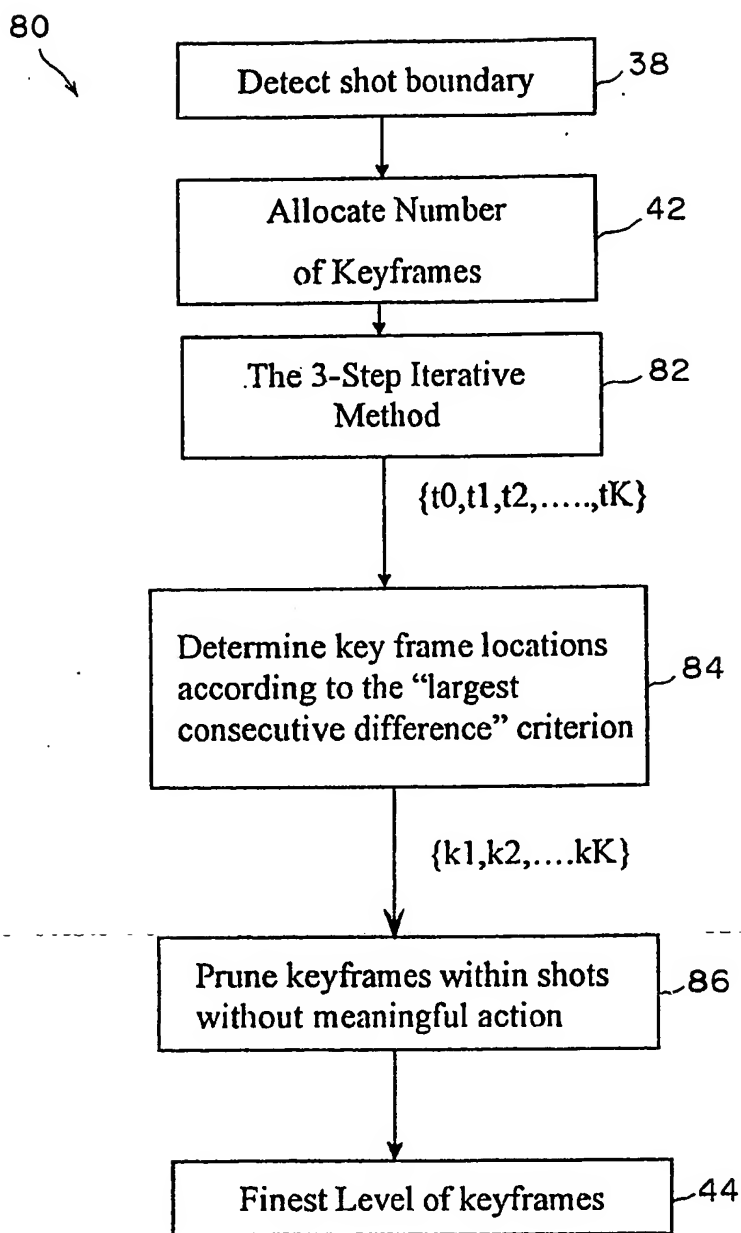 80
Detect shot boundary
38
Allocate Number
of Keyframes
42
.The 3-Step Iterative
Method
82
{t0,t1,t2,.....,tK}
Determine key frame locations
according to the “largest
consecutive difference” criterion
84
{k1,k2,....kK}
Prune keyframes within shots
without meaningful action
86
Finest Level of keyframes
44